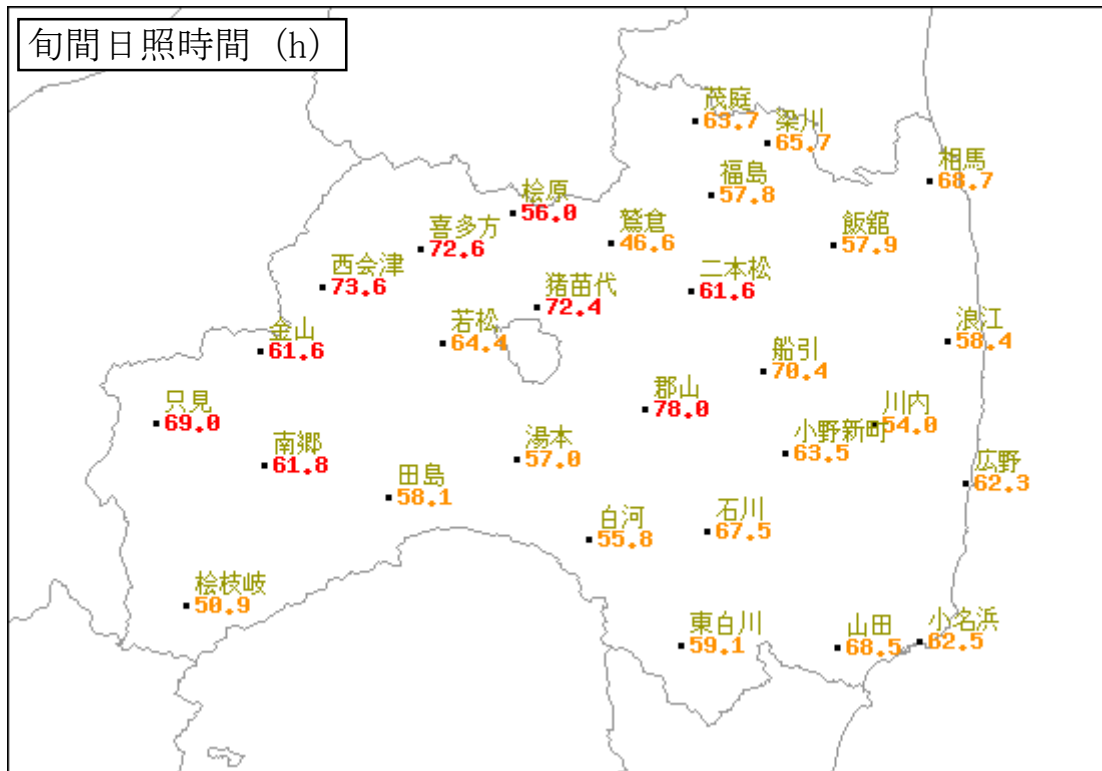 旬間日照時間 (h)
茂庭
63.7
梁川
65.7
相馬
68.7
福島
57.8
桧原
56.0
鷲倉
46.6
喜多方
72.6
飯舘
57.9
西会津
73.6
二本松
61.6
猪苗代
72.4
若松
64.4
浪江
58.4
金山
61.6
船引
70.4
郡山
78.0
只見
69.0
川内
54.0
小野新町
63.5
湯本
57.0
南郷
61.8
広野
62.3
田島
58.1
石川
67.5
白河
55.8
桧枝岐
50.9
東白川
59.1
山田
68.5
小名浜
62.5